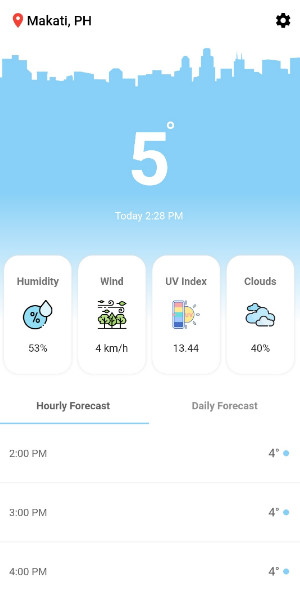 Makati, PH
5°
Today 2:28 PM
Humidity Wind UV Index Clouds
%
53% 4 km/h 13.44 40%
Hourly Forecast Daily Forecast
2:00 PM 4°
3:00 PM 4°
4:00 PM 4°